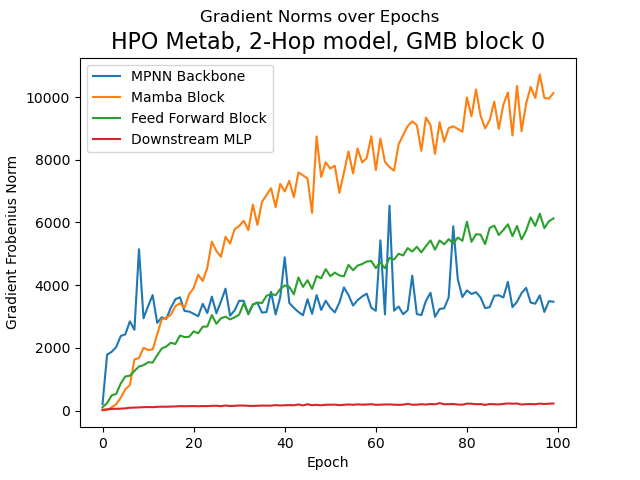 Gradient Norms over Epochs
HPO Metab, 2-Hop model, GMB block 0
MPNN Backbone
Mamba Block
Feed Forward Block
Downstream MLP
Gradient Frobenius Norm
10000
8000
6000
4000
2000
0
0 20 40 60 80 100
Epoch